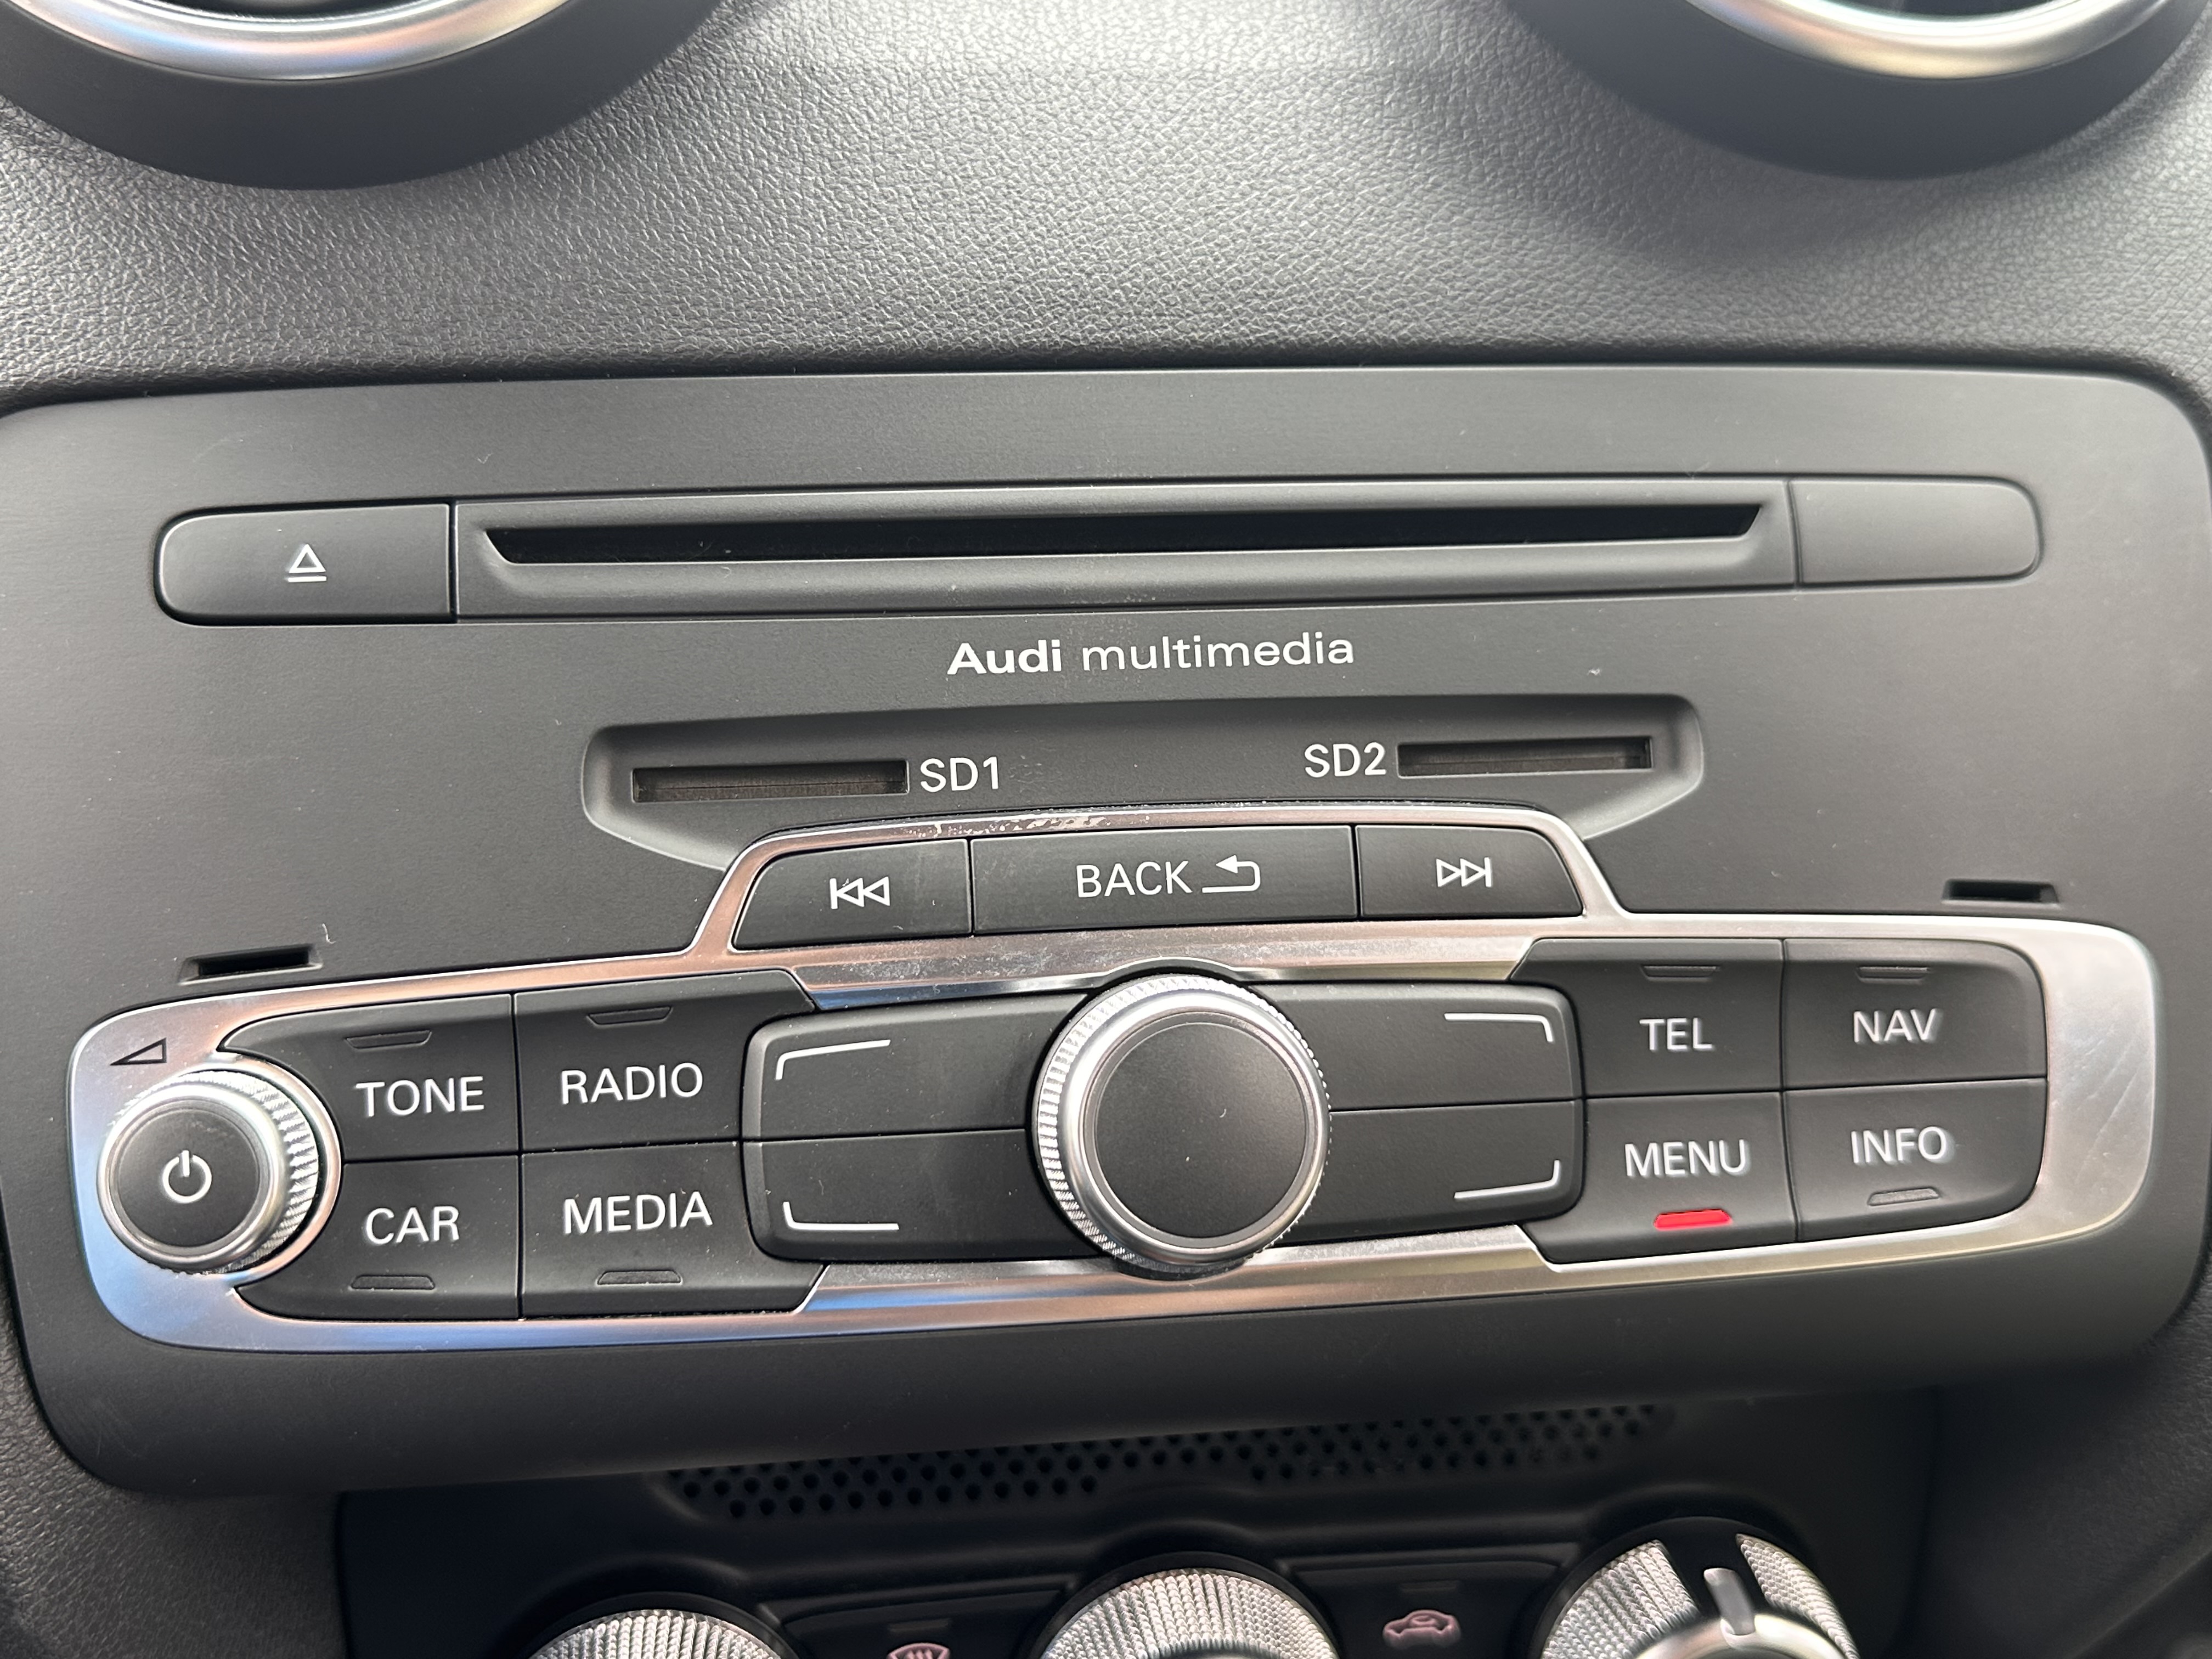 Audi multimedia
SD1 SD2
BACK
TONE RADIO TEL NAV
CAR MEDIA MENU INFO